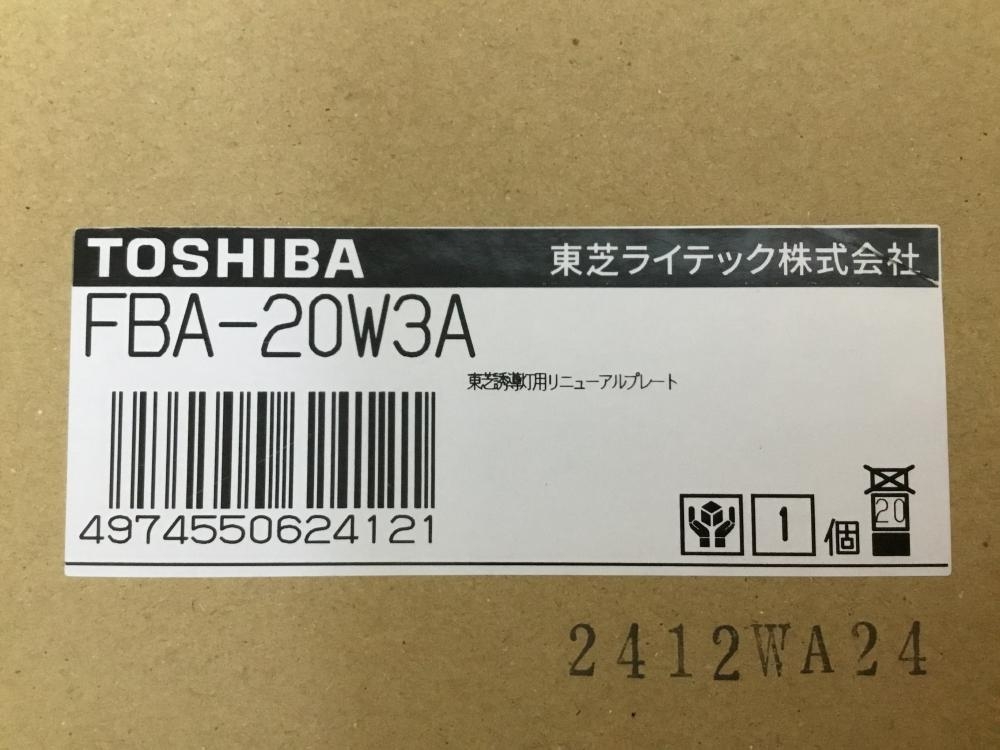 TOSHIBA 東芝ライテック株式会社
FBA-20W3A
東芝誘導灯用リニューアルプレート
4974550624121
1 個
20
2412WA24